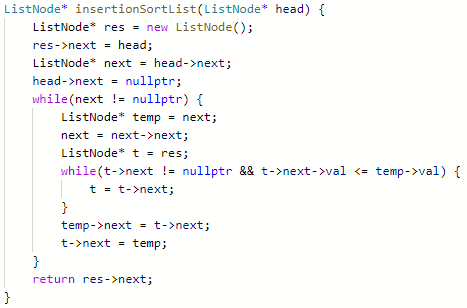 ListNode* insertionSortList(ListNode* head) {
    ListNode* res = new ListNode();
    res->next = head;
    ListNode* next = head->next;
    head->next = nullptr;
    while(next != nullptr) {
        ListNode* temp = next;
        next = next->next;
        ListNode* t = res;
        while(t->next != nullptr && t->next->val <= temp->val) {
            t = t->next;
        }
        temp->next = t->next;
        t->next = temp;
    }
    return res->next;
}